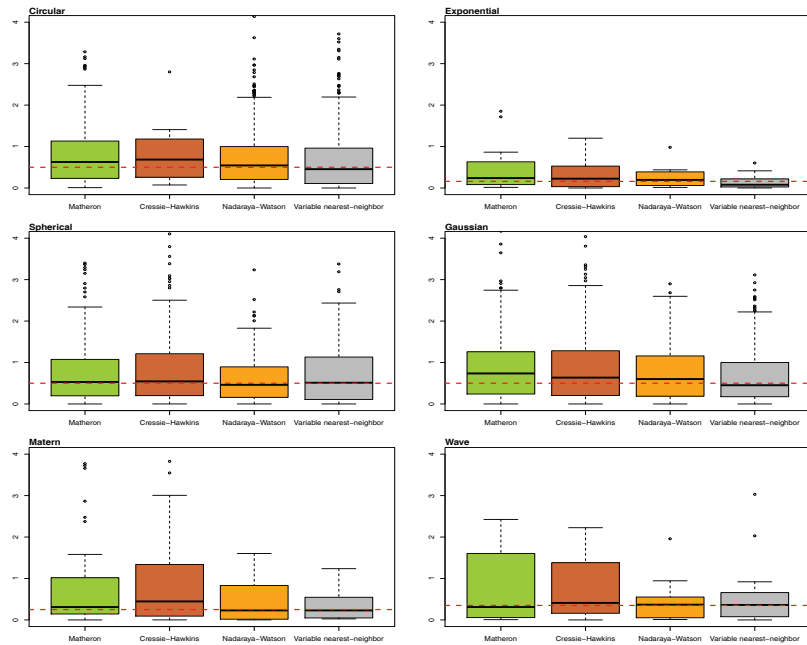 Circular
4
3
2
1
0
Matheron Cressie−Hawkins Nadaraya−Watson Variable nearest−neighbor
Exponential
4
3
2
1
0
Matheron Cressie−Hawkins Nadaraya−Watson Variable nearest−neighbor
Spherical
4
3
2
1
0
Matheron Cressie−Hawkins Nadaraya−Watson Variable nearest−neighbor
Gaussian
4
3
2
1
0
Matheron Cressie−Hawkins Nadaraya−Watson Variable nearest−neighbor
Matern
4
3
2
1
0
Matheron Cressie−Hawkins Nadaraya−Watson Variable nearest−neighbor
Wave
4
3
2
1
0
Matheron Cressie−Hawkins Nadaraya−Watson Variable nearest−neighbor